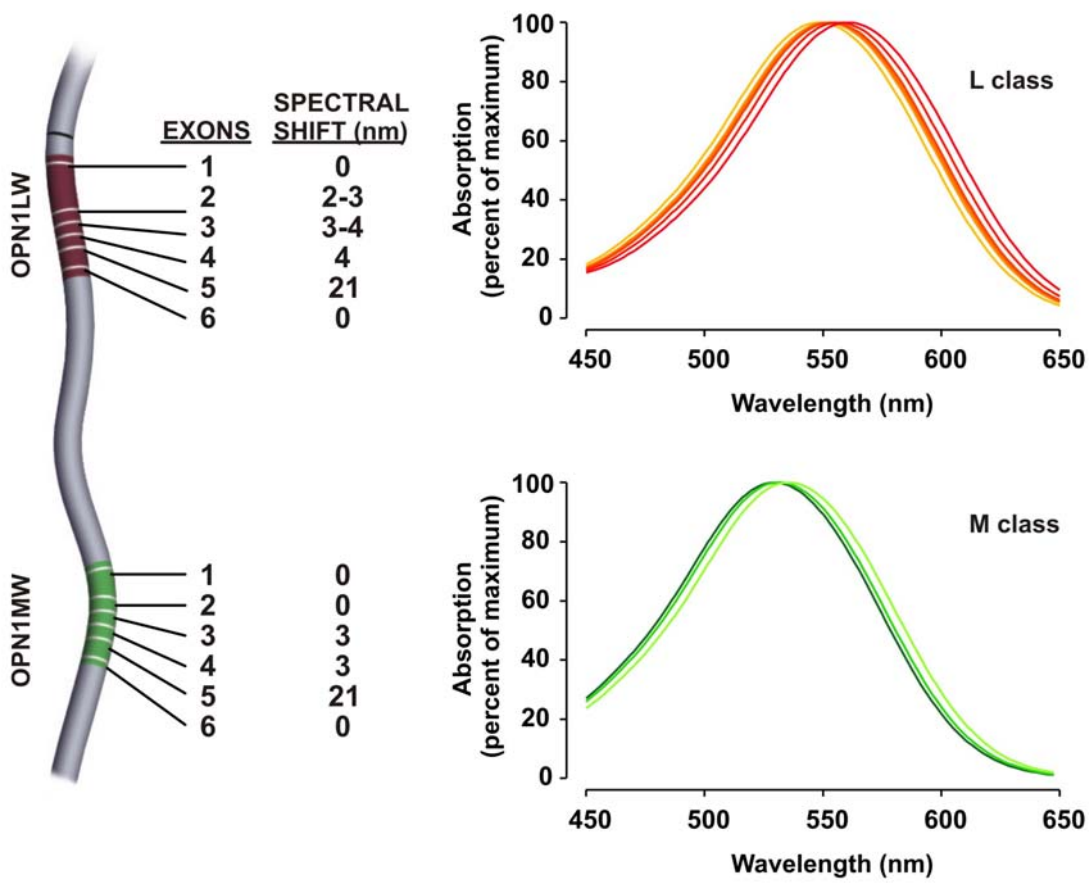 OPN1LW
EXONS SPECTRAL SHIFT (nm)
1 0
2 2-3
3 3-4
4 4
5 21
6 0
OPN1MW
1 0
2 0
3 3
4 3
5 21
6 0
L class
Absorption
(percent of maximum)
100
80
60
40
20
0
450 500 550 600 650
Wavelength (nm)
M class
Absorption
(percent of maximum)
100
80
60
40
20
0
450 500 550 600 650
Wavelength (nm)